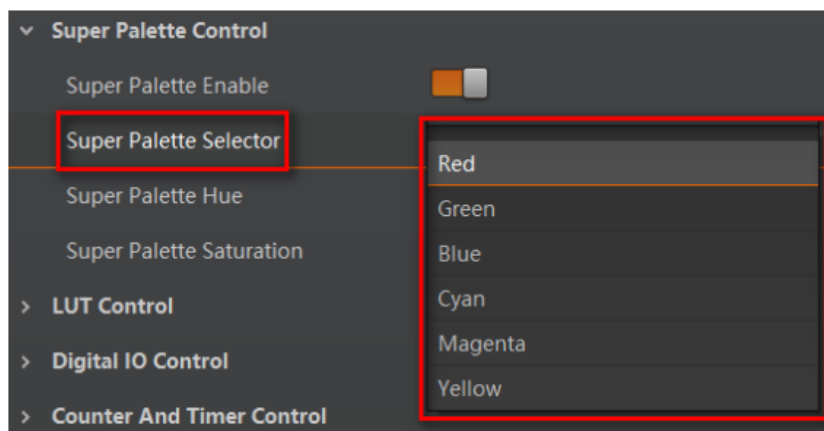 Super Palette Control
Super Palette Enable
Super Palette Selector
Red
Super Palette Hue
Green
Super Palette Saturation
Blue
LUT Control
Cyan
Digital IO Control
Magenta
Yellow
Counter And Timer Control